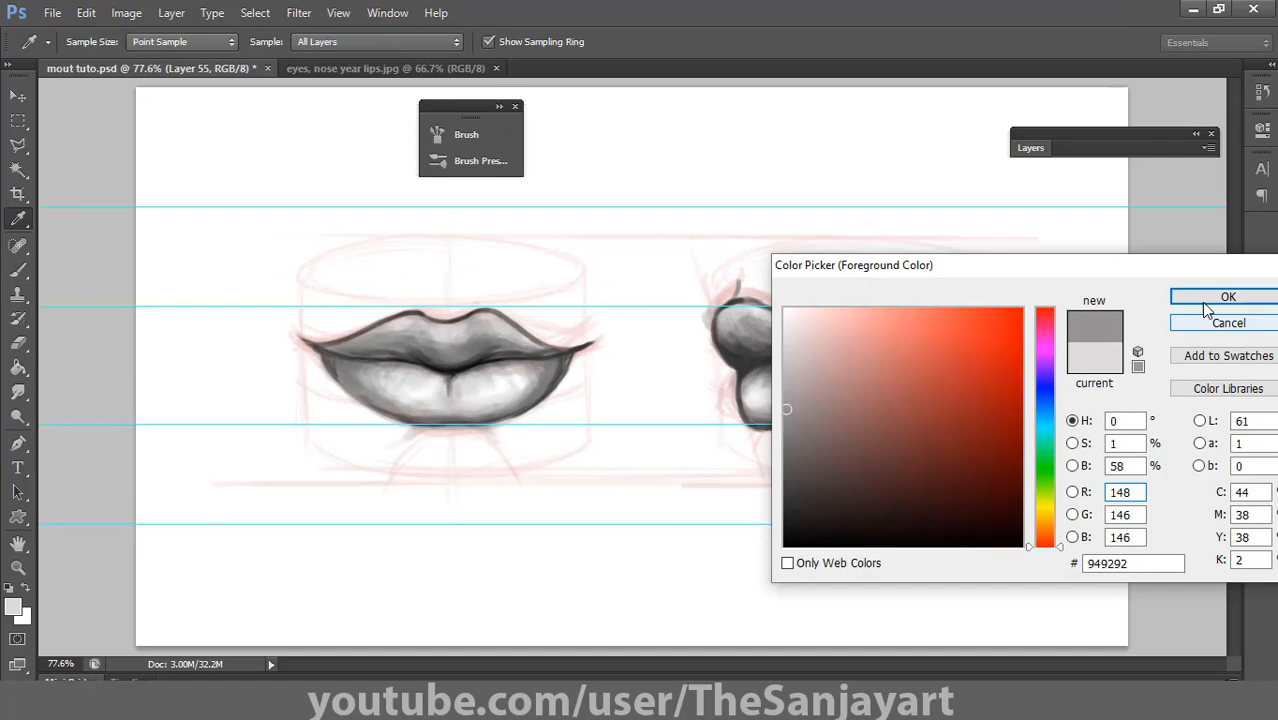 Ps File Edit Image Layer Type Select Filter View Window Help
Sample Size: Point Sample Sample: All Layers Show Sampling Ring Essentials
mout tuto.psd @ 77.6% (Layer 55, RGB/8) * × eyes, nose year lips.jpg @ 66.7% (RGB/8) ×
Brush
Brush Pres...
Layers
Color Picker (Foreground Color)
new
current
OK
Cancel
Add to Swatches
Color Libraries
H: 0 ° L: 61
S: 1 % a: 1
B: 58 % b: 0
R: 148 C: 44
G: 146 M: 38
B: 146 Y: 38
# 949292 K: 2
Only Web Colors
77.6% Doc: 3.00M/32.2M
youtube.com/user/TheSanjayart